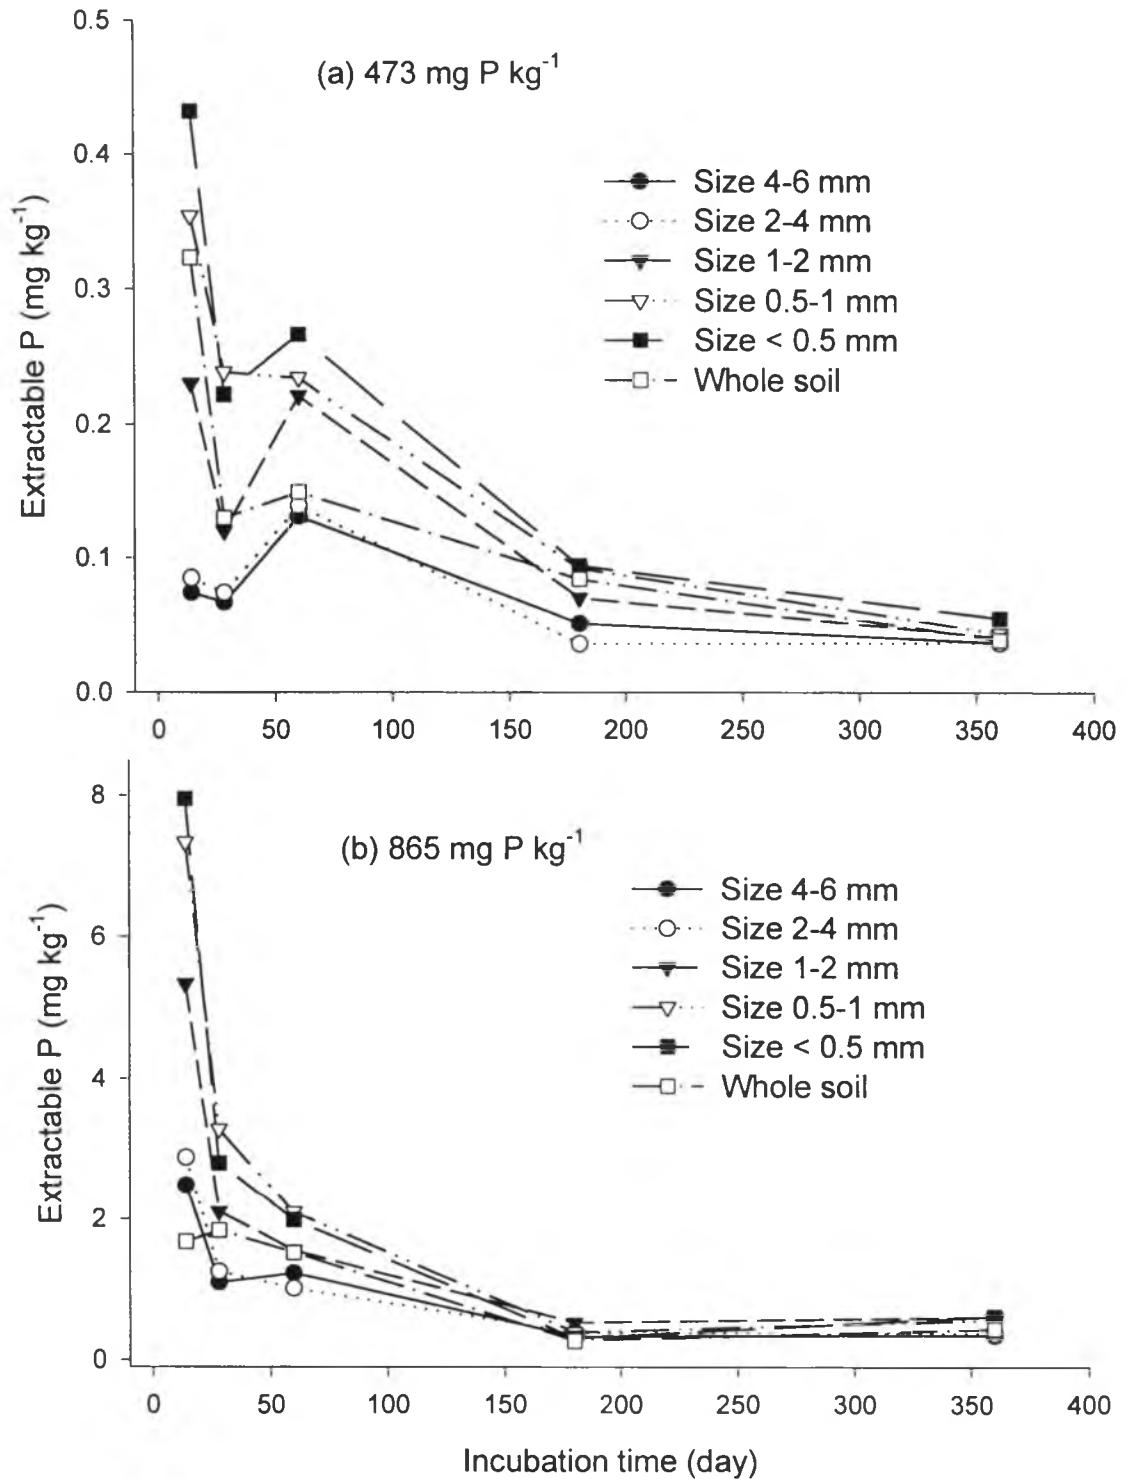 0.5
(a) 473 mg P kg⁻¹
0.4
Size 4-6 mm
Size 2-4 mm
Size 1-2 mm
Size 0.5-1 mm
Size < 0.5 mm
Whole soil
0.3
0.2
0.1
0.0
Extractable P (mg kg⁻¹)
0 50 100 150 200 250 300 350 400
8
(b) 865 mg P kg⁻¹
Size 4-6 mm
Size 2-4 mm
Size 1-2 mm
Size 0.5-1 mm
Size < 0.5 mm
Whole soil
6
4
2
0
Extractable P (mg kg⁻¹)
0 50 100 150 200 250 300 350 400
Incubation time (day)